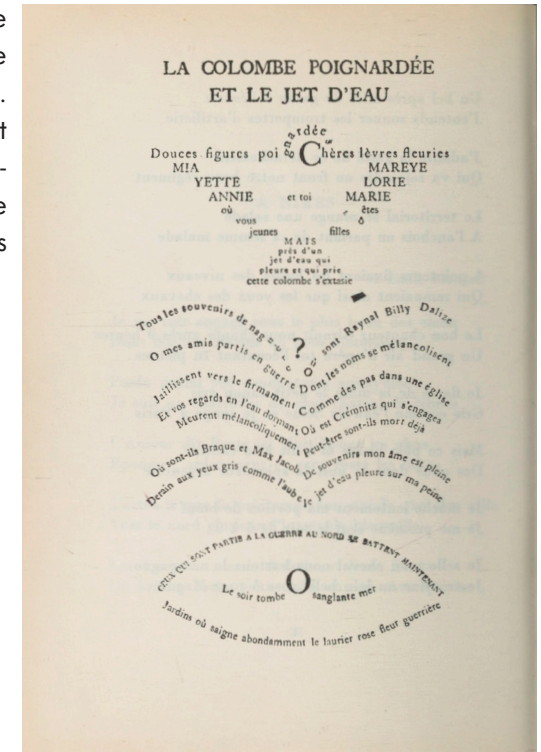 LA COLOMBE POIGNARDÉE
ET LE JET D'EAU
Douces figures poignardée Chères lèvres fleuries
MIA MAREYE
YETTE LORIE
ANNIE et toi MARIE
où êtes
vous ô
jeunes filles
MAIS
près d'un
jet d'eau qui
pleure et qui prie
cette colombe s'extasie
Tous les souvenirs de naguère
O mes amis partis en guerre
Jaillissent vers le firmament
Et vos regards en l'eau dormant
Meurent mélancoliquement
Où sont-ils Braque et Max Jacob
Derain aux yeux gris comme l'aube
?
Où sont Raynal Billy Dalize
Dont les noms se mélancolisent
Comme des pas dans une église
Où est Cremnitz qui s'engagea
Peut-être sont-ils mort déjà
De souvenirs mon âme est pleine
Le jet d'eau pleure sur ma peine
CEUX QUI SONT PARTIS A LA GUERRE AU NORD SE BATTENT MAINTENANT
Le soir tombe O sanglante mer
Jardins où saigne abondamment le laurier rose fleur guerrière